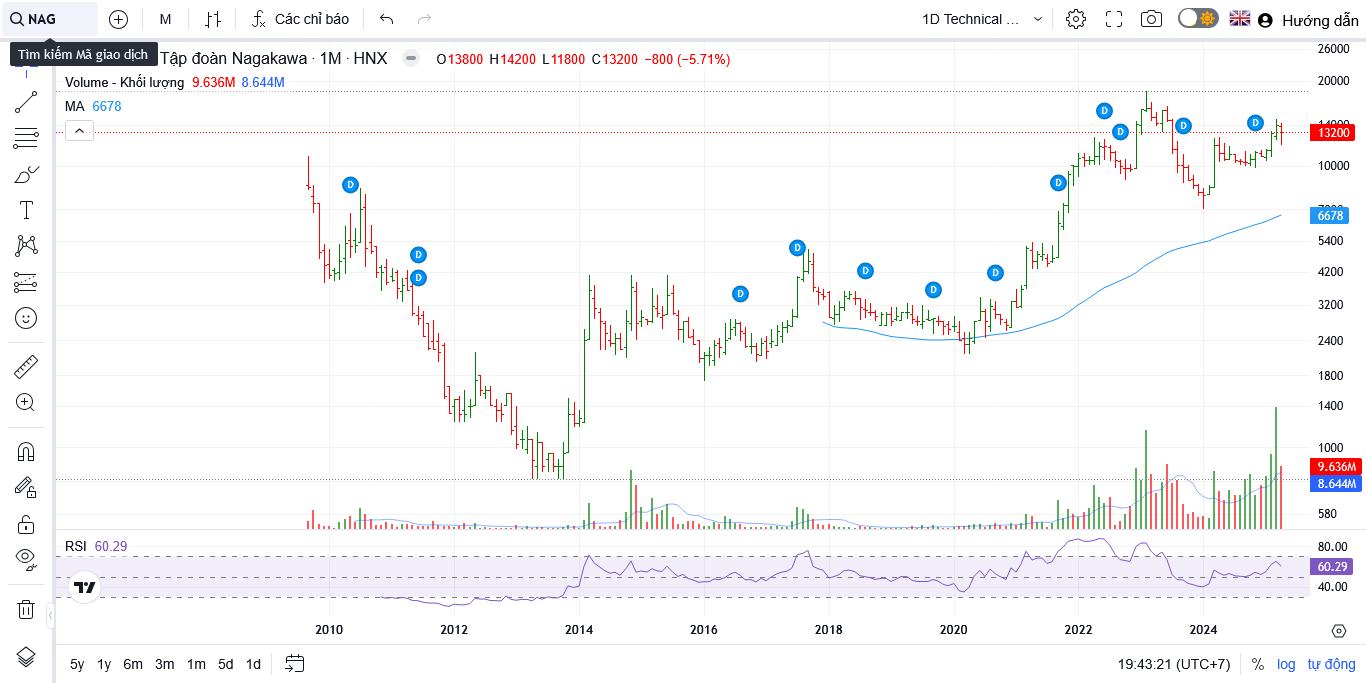 NAG M Các chỉ báo 1D Technical ... Hướng dẫn
Tìm kiếm Mã giao dịch
Tập đoàn Nagakawa · 1M · HNX O13800 H14200 L11800 C13200 −800 (−5.71%)
Volume - Khối lượng 9.636M 8.644M
MA 6678
26000
20000
14000
13200
10000
7000
6678
5400
4200
3200
2400
1800
1400
1000
9.636M
8.644M
580
D
D
D
D
D
D
D
D
D
D
D
D
RSI 60.29
80.00
60.29
40.00
2010 2012 2014 2016 2018 2020 2022 2024
5y 1y 6m 3m 1m 5d 1d 19:43:21 (UTC+7) % log tự động